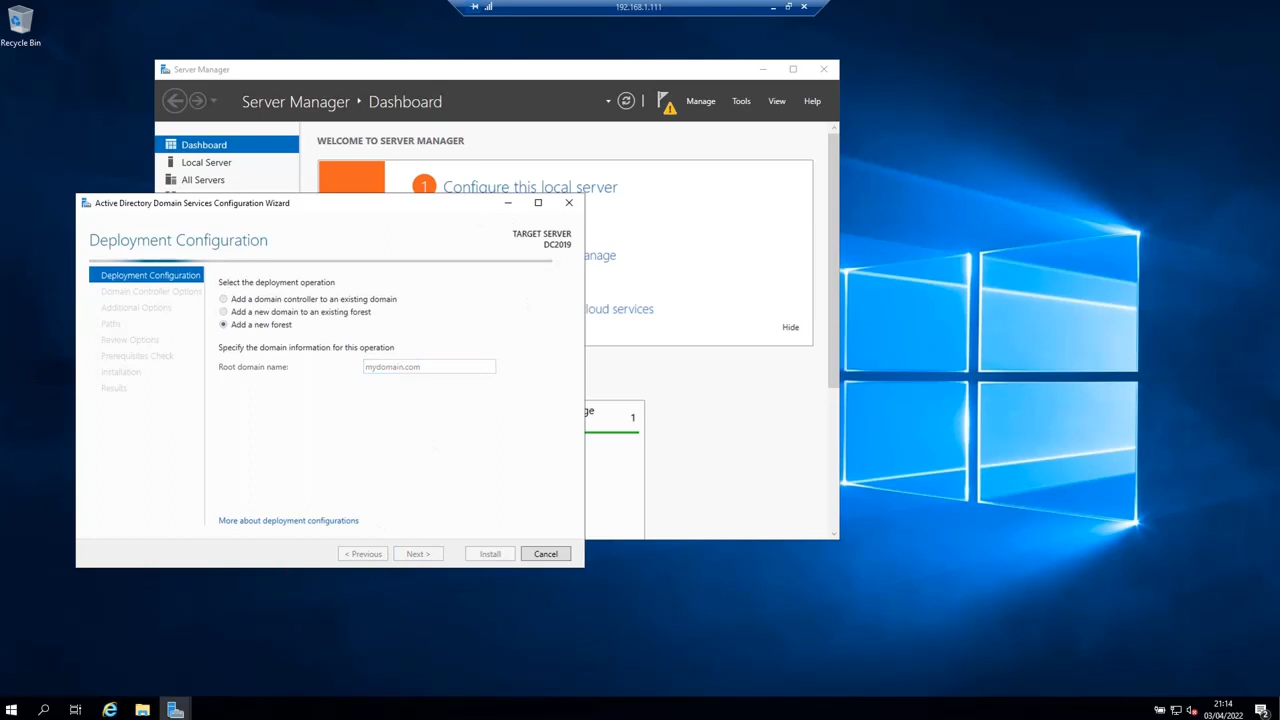 192.168.1.111
Recycle Bin
Server Manager
Server Manager ‣ Dashboard
Manage Tools View Help
Dashboard
Local Server
All Servers
WELCOME TO SERVER MANAGER
1 Configure this local server
anage
loud services
Hide
ge 1
Active Directory Domain Services Configuration Wizard
Deployment Configuration
TARGET SERVER
DC2019
Deployment Configuration
Domain Controller Options
Additional Options
Paths
Review Options
Prerequisites Check
Installation
Results
Select the deployment operation
Add a domain controller to an existing domain
Add a new domain to an existing forest
Add a new forest
Specify the domain information for this operation
Root domain name: mydomain.com
More about deployment configurations
< Previous Next > Install Cancel
21:14
03/04/2022
2